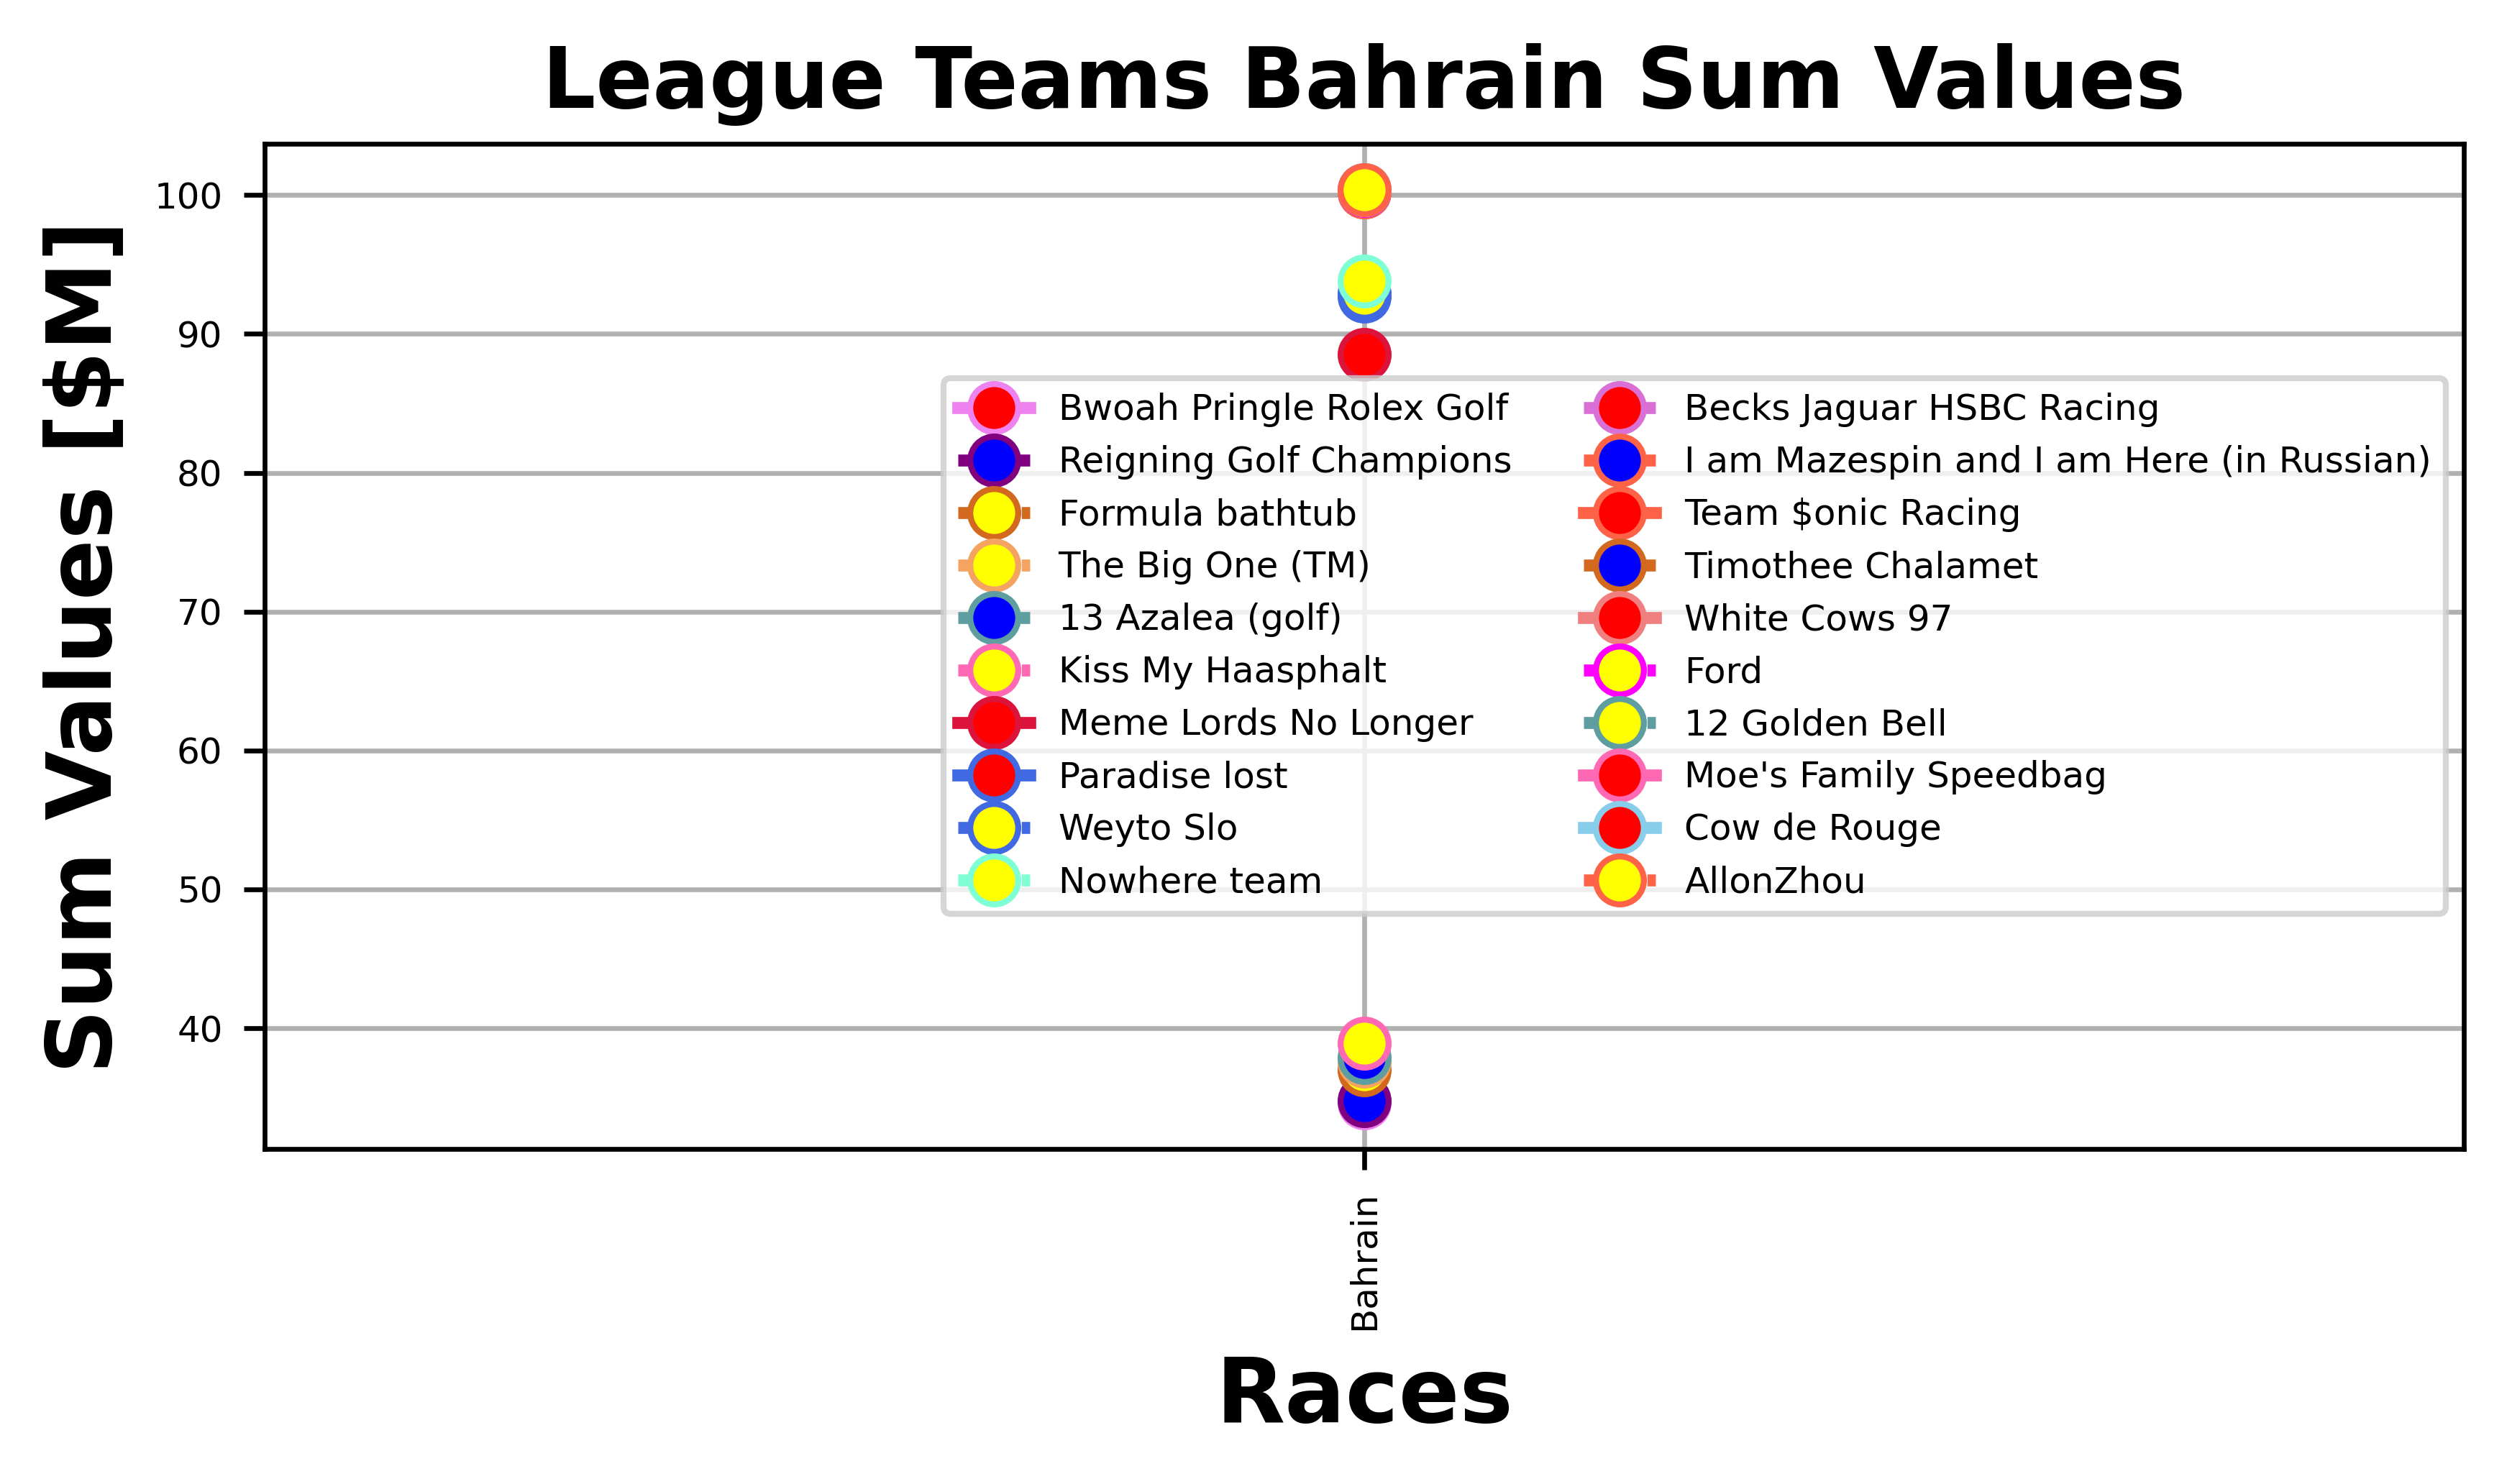 League Teams Bahrain Sum Values
Sum Values [$M]
100
90
80
70
60
50
40
Bwoah Pringle Rolex Golf
Reigning Golf Champions
Formula bathtub
The Big One (TM)
13 Azalea (golf)
Kiss My Haasphalt
Meme Lords No Longer
Paradise lost
Weyto Slo
Nowhere team
Becks Jaguar HSBC Racing
I am Mazespin and I am Here (in Russian)
Team $onic Racing
Timothee Chalamet
White Cows 97
Ford
12 Golden Bell
Moe's Family Speedbag
Cow de Rouge
AllonZhou
Bahrain
Races